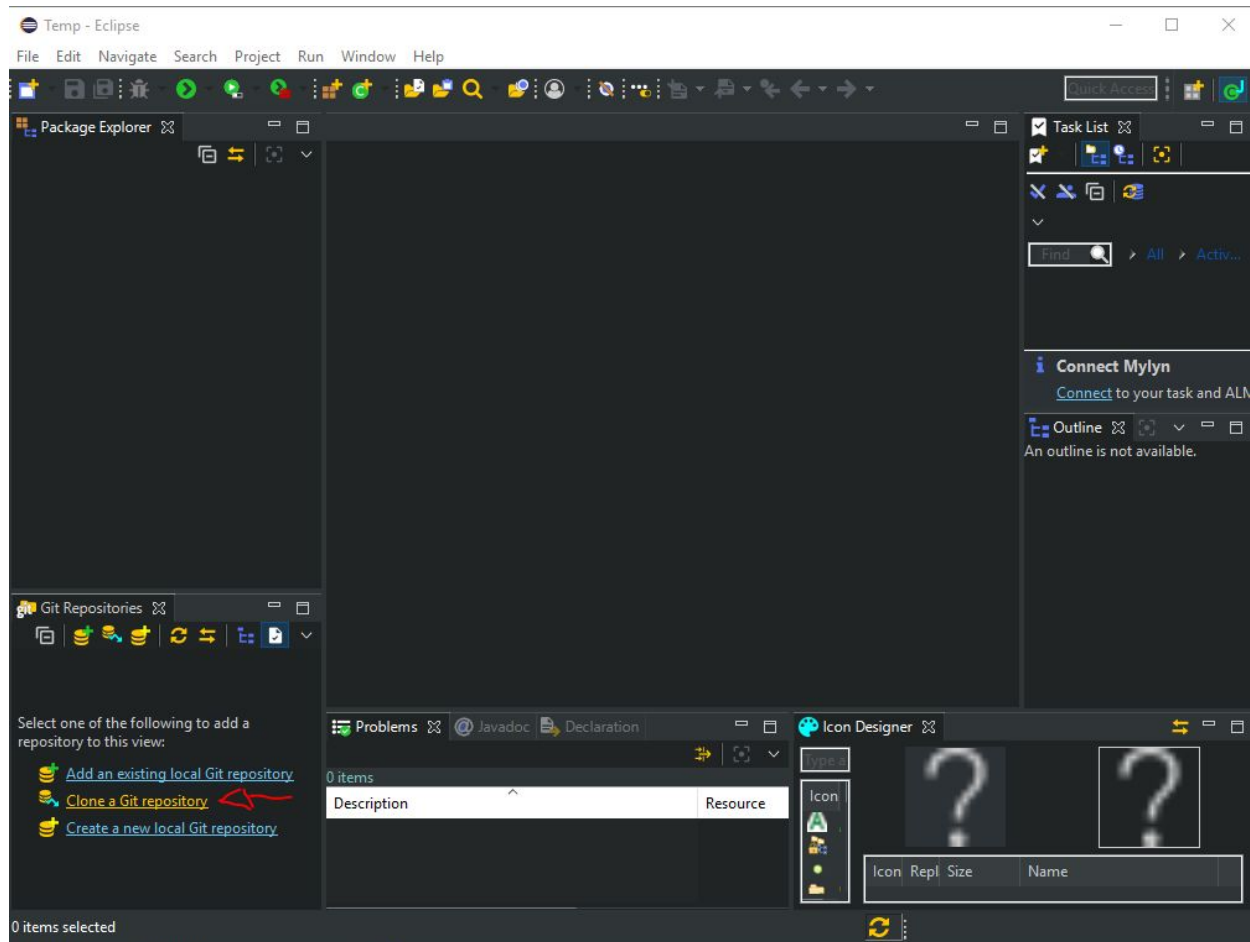 Temp - Eclipse
File Edit Navigate Search Project Run Window Help
Quick Access
Package Explorer
Task List
Find
All
Activ...
Connect Mylyn
Connect to your task and ALM
Outline
An outline is not available.
git Git Repositories
Select one of the following to add a
repository to this view:
Add an existing local Git repository
Clone a Git repository
Create a new local Git repository
Problems @ Javadoc Declaration
0 items
Description Resource
Icon Designer
Type a
Icon
Icon Repl Size Name
0 items selected